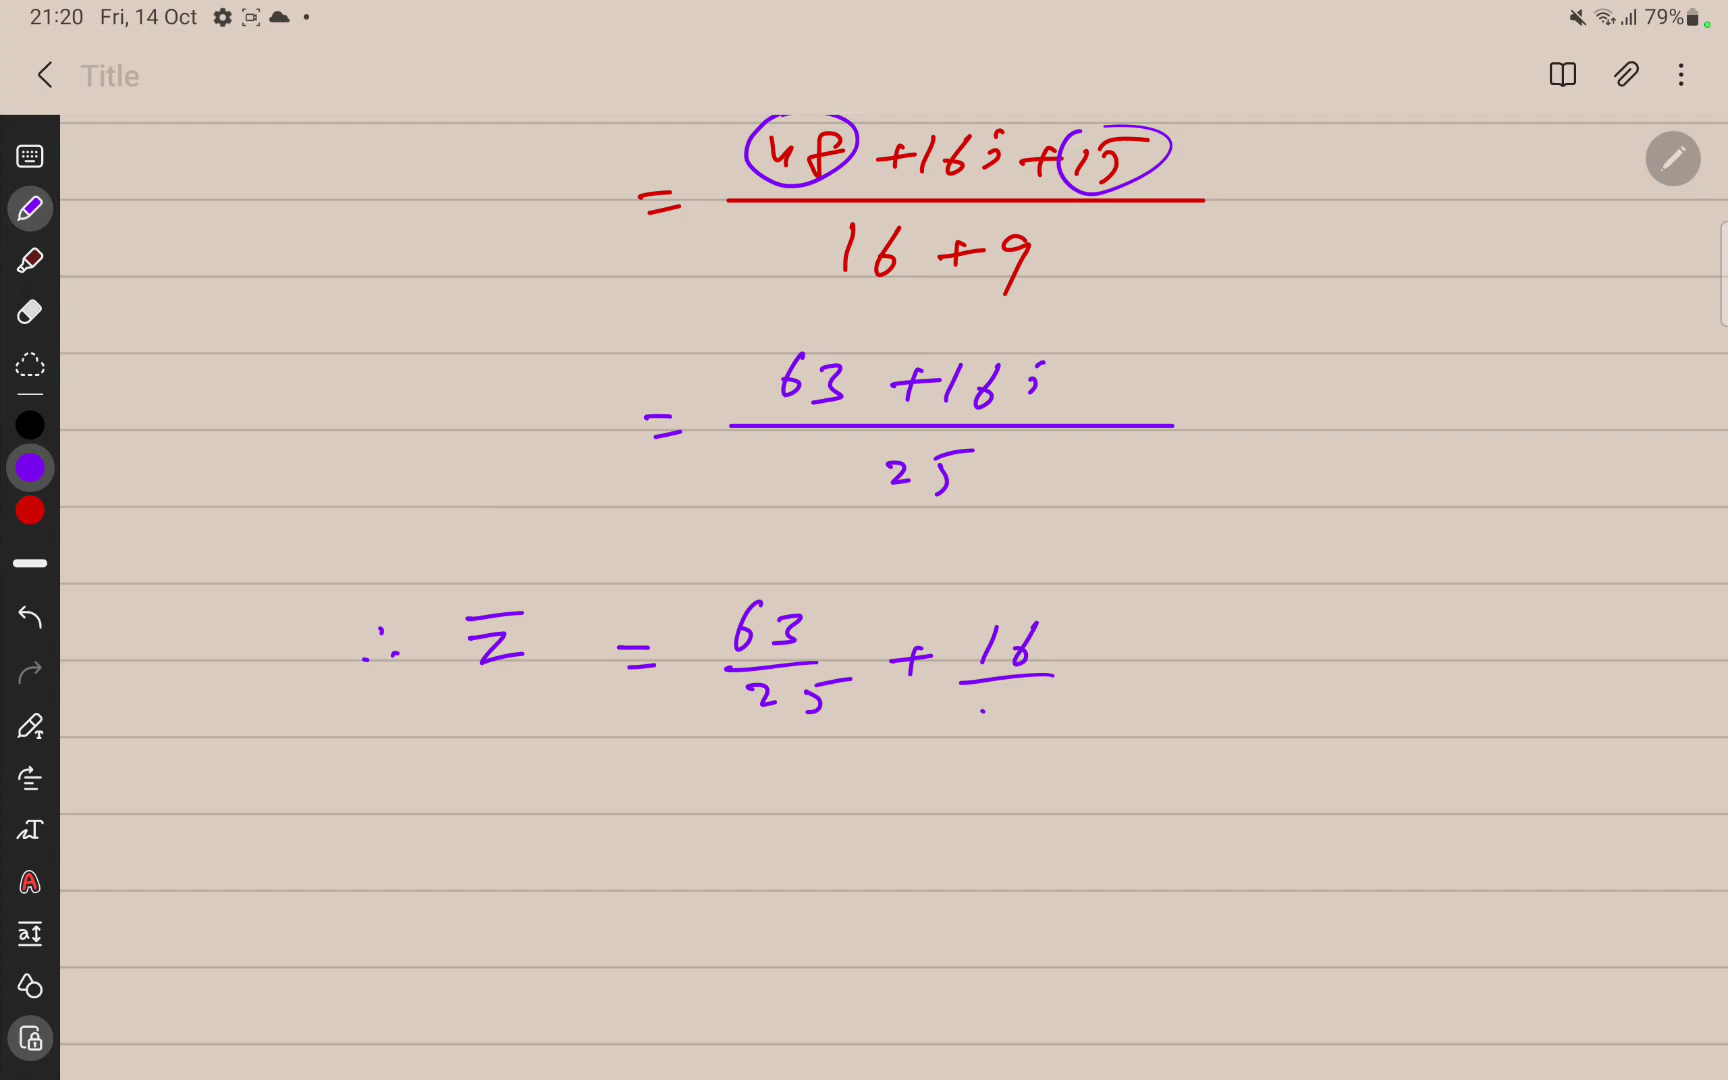 21:20 Fri, 14 Oct 79%
Title
48 + 16i + 15
=
16 + 9
63 + 16i
=
25
∴ z̅ = 63/25 + 16/